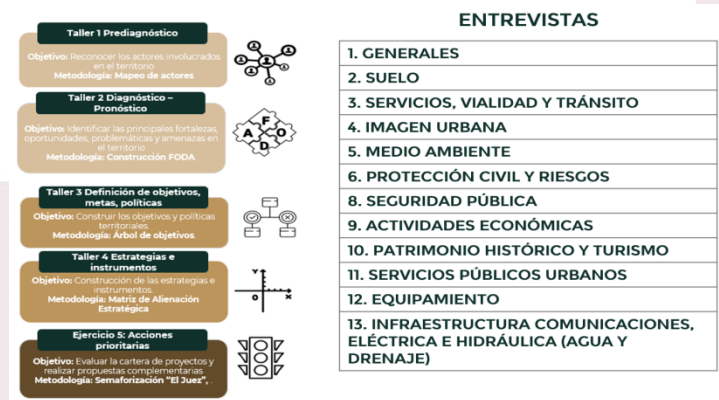 Taller 1 Prediagnóstico
Objetivo: Reconocer los actores involucrados
en el territorio
Metodología: Mapeo de actores
Taller 2 Diagnóstico –
Pronóstico
Objetivo: Identificar las principales fortalezas,
oportunidades, problemáticas y amenazas en
el territorio
Metodología: Construcción FODA
F
A O
D
Taller 3 Definición de objetivos,
metas, políticas
Objetivo: Construir los objetivos y políticas
territoriales.
Metodología: Árbol de objetivos
Taller 4 Estrategias e
instrumentos
Objetivo: Construcción de las estrategias e
instrumentos.
Metodología: Matriz de Alienación
Estratégica
Y
O X
Ejercicio 5: Acciones
prioritarias
Objetivo: Evaluar la cartera de proyectos y
realizar propuestas complementarias
Metodología: Semaforización “El Juez”, .
ENTREVISTAS
1. GENERALES
2. SUELO
3. SERVICIOS, VIALIDAD Y TRÁNSITO
4. IMAGEN URBANA
5. MEDIO AMBIENTE
6. PROTECCIÓN CIVIL Y RIESGOS
8. SEGURIDAD PÚBLICA
9. ACTIVIDADES ECONÓMICAS
10. PATRIMONIO HISTÓRICO Y TURISMO
11. SERVICIOS PÚBLICOS URBANOS
12. EQUIPAMIENTO
13. INFRAESTRUCTURA COMUNICACIONES,
ELÉCTRICA E HIDRÁULICA (AGUA Y
DRENAJE)